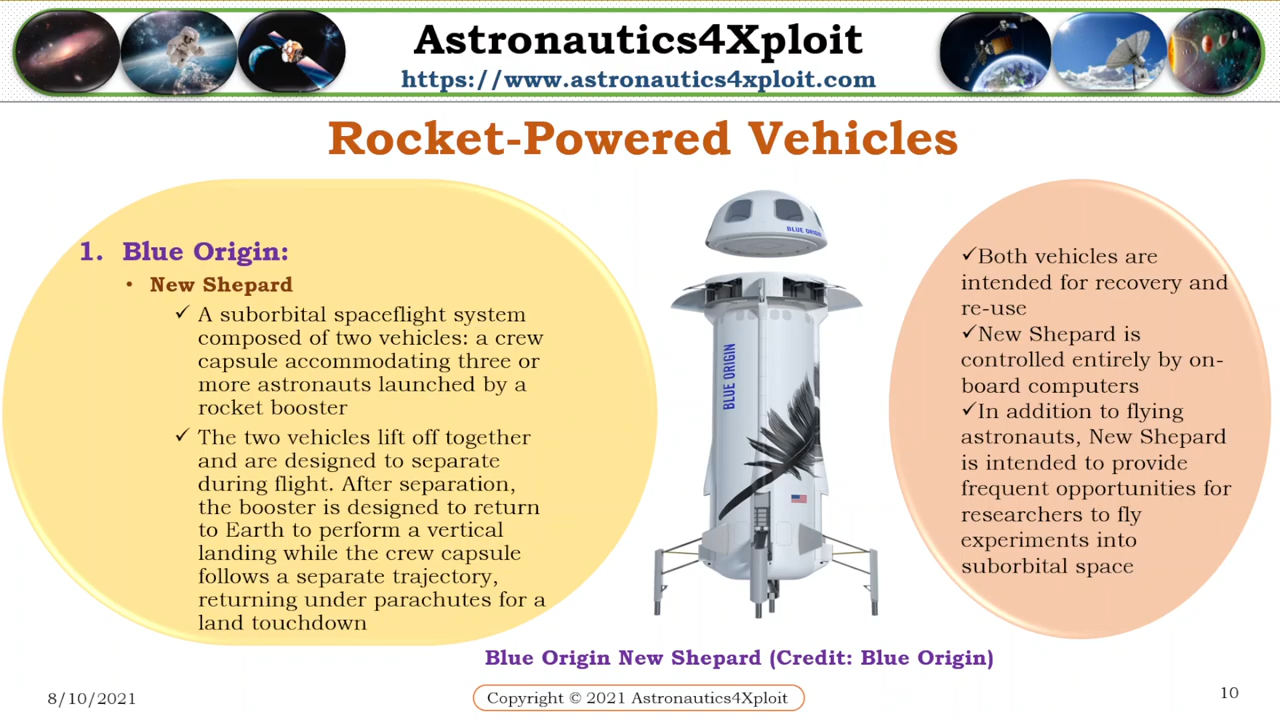 Astronautics4Xploit
https://www.astronautics4xploit.com
Rocket-Powered Vehicles
1. Blue Origin:
• New Shepard
✓ A suborbital spaceflight system
composed of two vehicles: a crew
capsule accommodating three or
more astronauts launched by a
rocket booster
✓ The two vehicles lift off together
and are designed to separate
during flight. After separation,
the booster is designed to return
to Earth to perform a vertical
landing while the crew capsule
follows a separate trajectory,
returning under parachutes for a
land touchdown
BLUE ORIGIN
BLUE ORIGIN
✓Both vehicles are
intended for recovery and
re-use
✓New Shepard is
controlled entirely by on-
board computers
✓In addition to flying
astronauts, New Shepard
is intended to provide
frequent opportunities for
researchers to fly
experiments into
suborbital space
Blue Origin New Shepard (Credit: Blue Origin)
8/10/2021
Copyright © 2021 Astronautics4Xploit
10